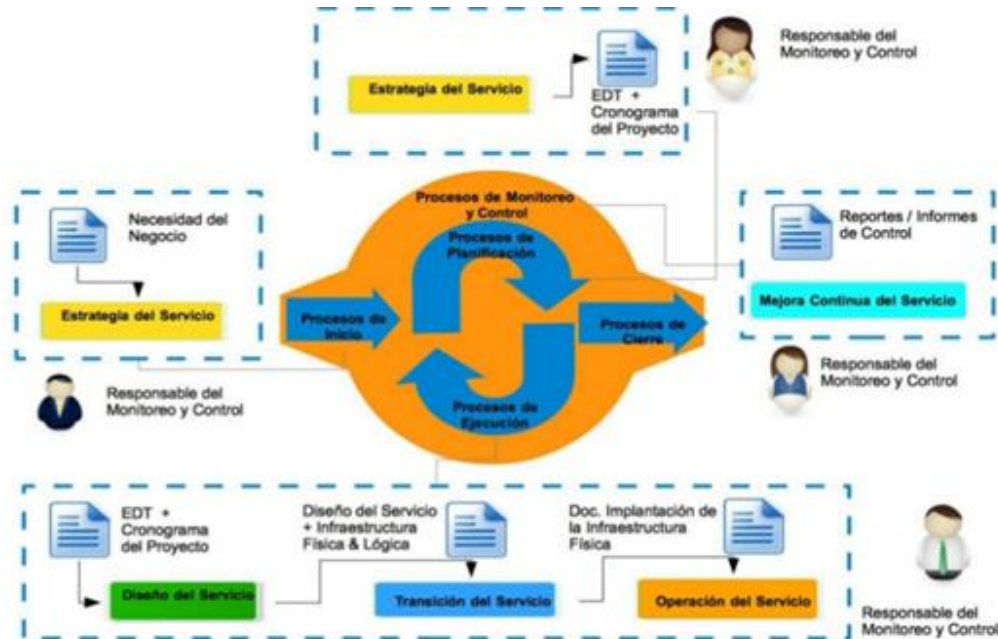 Estrategia del Servicio
EDT +
Cronograma
del Proyecto
Responsable del
Monitoreo y Control
Necesidad del
Negocio
Estrategia del Servicio
Responsable del
Monitoreo y Control
Procesos de Monitoreo
y Control
Procesos de
Planificación
Procesos de
Inicio
Procesos de
Cierre
Procesos de
Ejecución
Reportes / Informes
de Control
Mejora Continua del Servicio
Responsable del
Monitoreo y Control
EDT +
Cronograma
del Proyecto
Diseño del Servicio
Diseño del Servicio
+ Infraestructura
Física & Lógica
Transición del Servicio
Doc. Implantación de
la Infraestructura
Física
Operación del Servicio
Responsable del
Monitoreo y Control